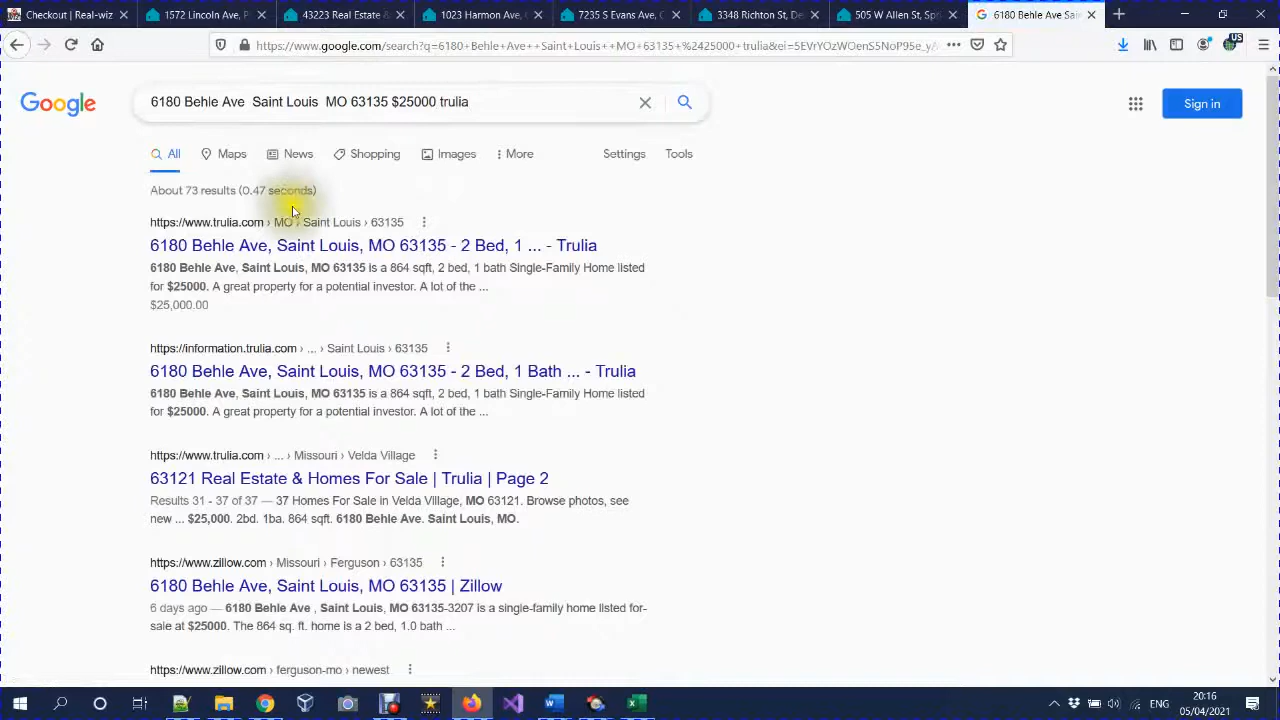 Checkout | Real-wiz
1572 Lincoln Ave,
45323 Real Estate
1023 Harmon Ave,
7235 S Evans Ave,
3348 Richton St, De
505 W Allen St, Spr
6180 Behle Ave Sai
https://www.google.com/search?q=6180+Behle+Ave++Saint+Louis++MO+63135+%2425000+trulia&ei=5EVrYOzWOenS5NoP95e_y
US
Google
6180 Behle Ave  Saint Louis  MO 63135 $25000 trulia
Sign in
All
Maps
News
Shopping
Images
More
Settings
Tools
About 73 results (0.47 seconds)
https://www.trulia.com › MO › Saint Louis › 63135
6180 Behle Ave, Saint Louis, MO 63135 - 2 Bed, 1 ... - Trulia
6180 Behle Ave, Saint Louis, MO 63135 is a 864 sqft, 2 bed, 1 bath Single-Family Home listed
for $25000. A great property for a potential investor. A lot of the ...
$25,000.00
https://information.trulia.com › ... › Saint Louis › 63135
6180 Behle Ave, Saint Louis, MO 63135 - 2 Bed, 1 Bath ... - Trulia
6180 Behle Ave, Saint Louis, MO 63135 is a 864 sqft, 2 bed, 1 bath Single-Family Home listed
for $25000. A great property for a potential investor. A lot of the ...
https://www.trulia.com › ... › Missouri › Velda Village
63121 Real Estate & Homes For Sale | Trulia | Page 2
Results 31 - 37 of 37 — 37 Homes For Sale in Velda Village, MO 63121. Browse photos, see
new ... $25,000. 2bd. 1ba. 864 sqft. 6180 Behle Ave. Saint Louis, MO.
https://www.zillow.com › Missouri › Ferguson › 63135
6180 Behle Ave, Saint Louis, MO 63135 | Zillow
6 days ago — 6180 Behle Ave , Saint Louis, MO 63135-3207 is a single-family home listed for-
sale at $25000. The 864 sq. ft. home is a 2 bed, 1.0 bath ...
https://www.zillow.com › ferguson-mo › newest
ENG
20:16
05/04/2021